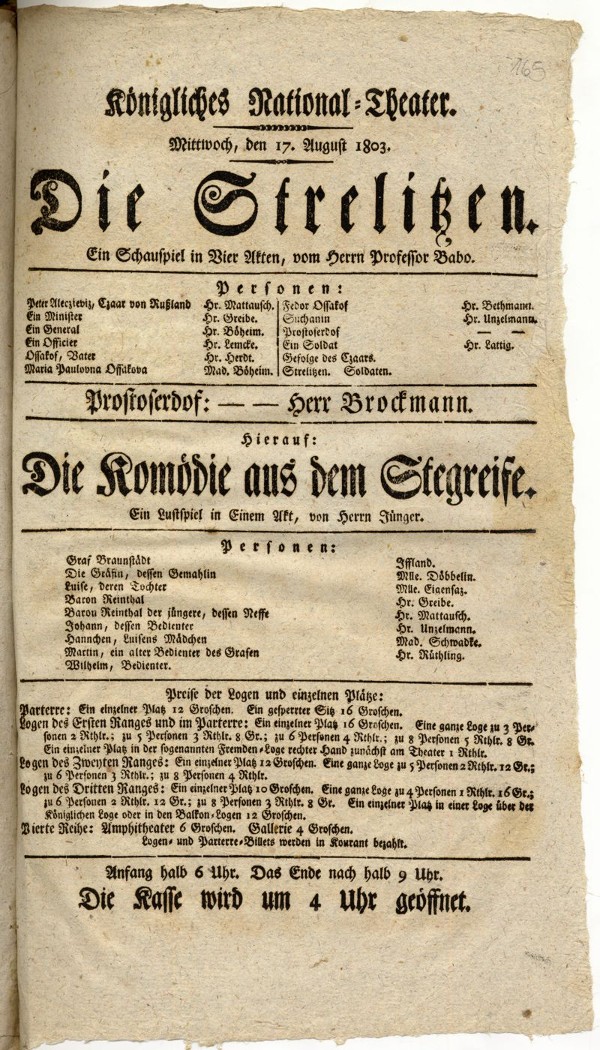 165
Königliches National-Theater.
Mittwoch, den 17. August 1803.
Die Strelitzen.
Ein Schauspiel in Vier Akten, vom Herrn Professor Babo.
Personen:
Peter Alecziewiz, Czaar von Rußland Hr. Mattausch.
Ein Minister Hr. Greibe.
Ein General Hr. Böheim.
Ein Officier Hr. Lemcke.
Ossakof, Vater Hr. Herdt.
Maria Paulovna Ossakova Mad. Böheim.
Fedor Ossakof Hr. Bethmann.
Suchanin Hr. Unzelmann.
Prostoserdof — —
Ein Soldat Hr. Lattig.
Gefolge des Czaars.
Strelitzen. Soldaten.
Prostoserdof: — — Herr Brockmann.
Hierauf:
Die Komödie aus dem Stegreife.
Ein Lustspiel in Einem Akt, von Herrn Jünger.
Personen:
Graf Braunstädt Iffland.
Die Gräfin, dessen Gemahlin Mlle. Döbbelin.
Luise, deren Tochter Mlle. Eigensaz.
Baron Reinthal Hr. Greibe.
Baron Reinthal der jüngere, dessen Neffe Hr. Mattausch.
Johann, dessen Bedienter Hr. Unzelmann.
Hannchen, Luisens Mädchen Mad. Schwadke.
Martin, ein alter Bedienter des Grafen Hr. Rüthling.
Wilhelm, Bedienter.
Preise der Logen und einzelnen Plätze:
Parterre: Ein einzelner Platz 12 Groschen. Ein gesperrter Sitz 16 Groschen.
Logen des Ersten Ranges und im Parterre: Ein einzelner Platz 16 Groschen. Eine ganze Loge zu 3 Per-
sonen 2 Rthlr.; zu 5 Personen 3 Rthlr. 8 Gr.; zu 6 Personen 4 Rthlr.; zu 8 Personen 5 Rthlr. 8 Gr.
Ein einzelner Platz in der sogenannten Fremden-Loge rechter Hand zunächst am Theater 1 Rthlr.
Logen des Zweyten Ranges: Ein einzelner Platz 12 Groschen. Eine ganze Loge zu 5 Personen 2 Rthlr. 12 Gr.;
zu 6 Personen 3 Rthlr.; zu 8 Personen 4 Rthlr.
Logen des Dritten Ranges: Ein einzelner Platz 10 Groschen. Eine ganze Loge zu 4 Personen 1 Rthlr. 16 Gr.;
zu 6 Personen 2 Rthlr. 12 Gr.; zu 8 Personen 3 Rthlr. 8 Gr. Ein einzelner Platz in einer Loge über der
Königlichen Loge oder in den Balkon-Logen 12 Groschen.
Vierte Reihe: Amphitheater 6 Groschen. Gallerie 4 Groschen.
Logen- und Parterre-Billets werden in Kourant bezahlt.
Anfang halb 6 Uhr. Das Ende nach halb 9 Uhr.
Die Kasse wird um 4 Uhr geöffnet.